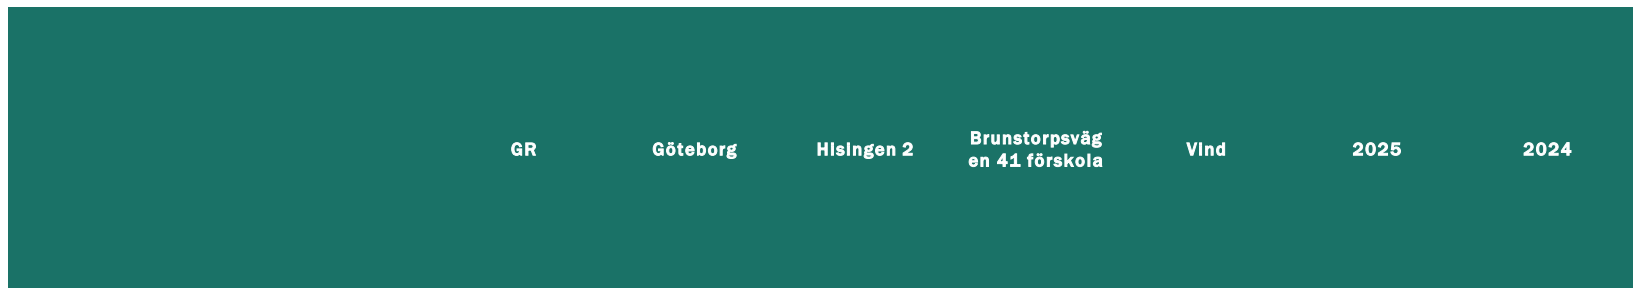 GR
Göteborg
Hisingen 2
Brunstorpsväg
en 41 förskola
Vind
2025
2024